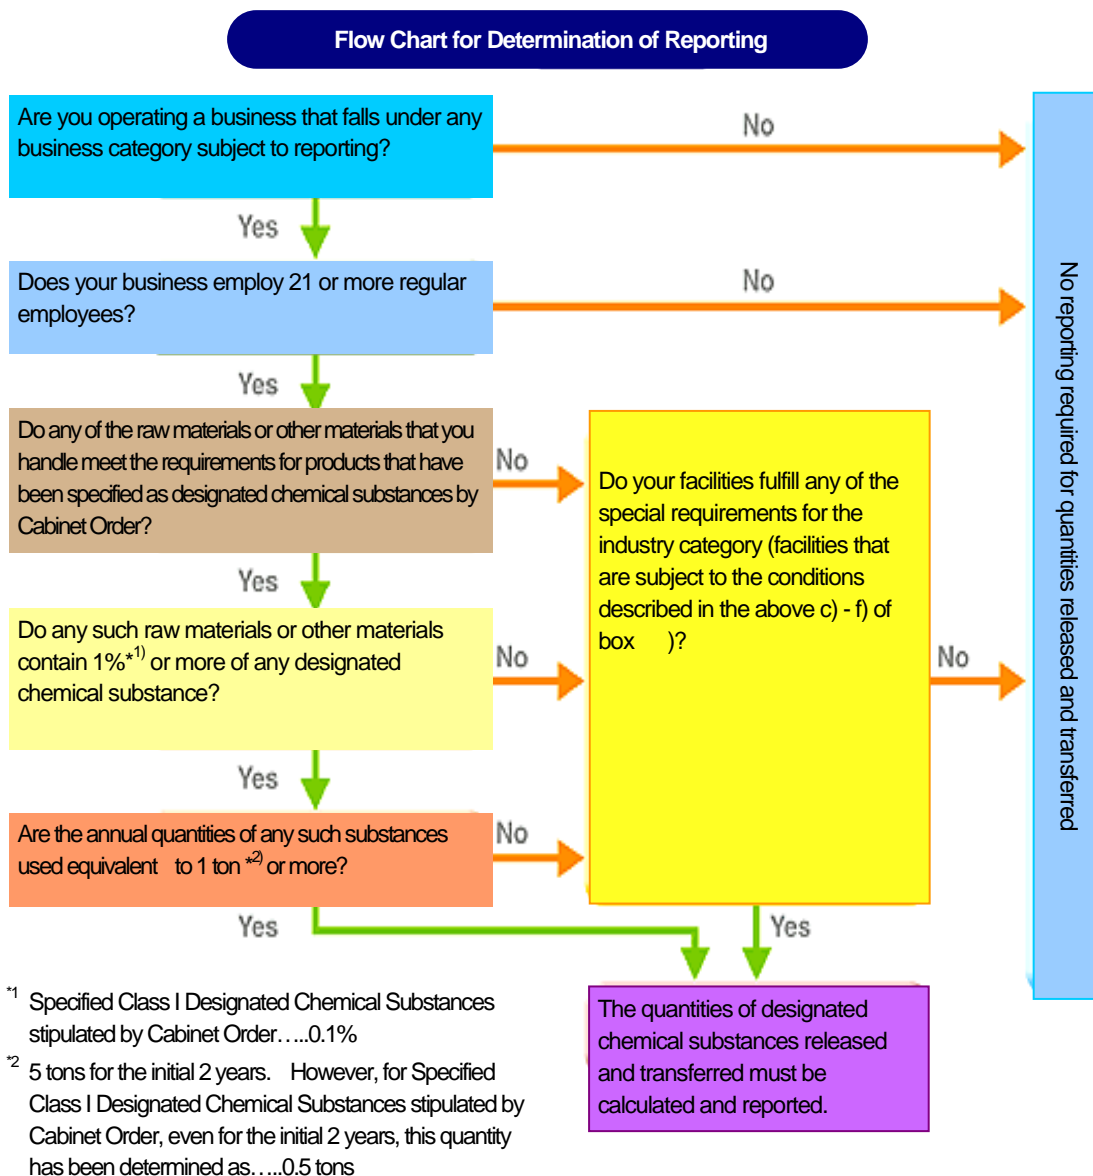 Flow Chart for Determination of Reporting
Are you operating a business that falls under any
business category subject to reporting?
No
Yes
Does your business employ 21 or more regular
employees?
No
Yes
Do any of the raw materials or other materials that you
handle meet the requirements for products that have
been specified as designated chemical substances by
Cabinet Order?
No
Yes
Do any such raw materials or other materials
contain 1%*1) or more of any designated
chemical substance?
No
Yes
Are the annual quantities of any such substances
used equivalent to 1 ton *2) or more?
No
Yes
Do your facilities fulfill any of the
special requirements for the
industry category (facilities that
are subject to the conditions
described in the above c) - f) of
box )?
No
Yes
No reporting required for quantities released and transferred
The quantities of designated
chemical substances released
and transferred must be
calculated and reported.
*1 Specified Class I Designated Chemical Substances
stipulated by Cabinet Order…..0.1%
*2 5 tons for the initial 2 years. However, for Specified
Class I Designated Chemical Substances stipulated by
Cabinet Order, even for the initial 2 years, this quantity
has been determined as…..0.5 tons